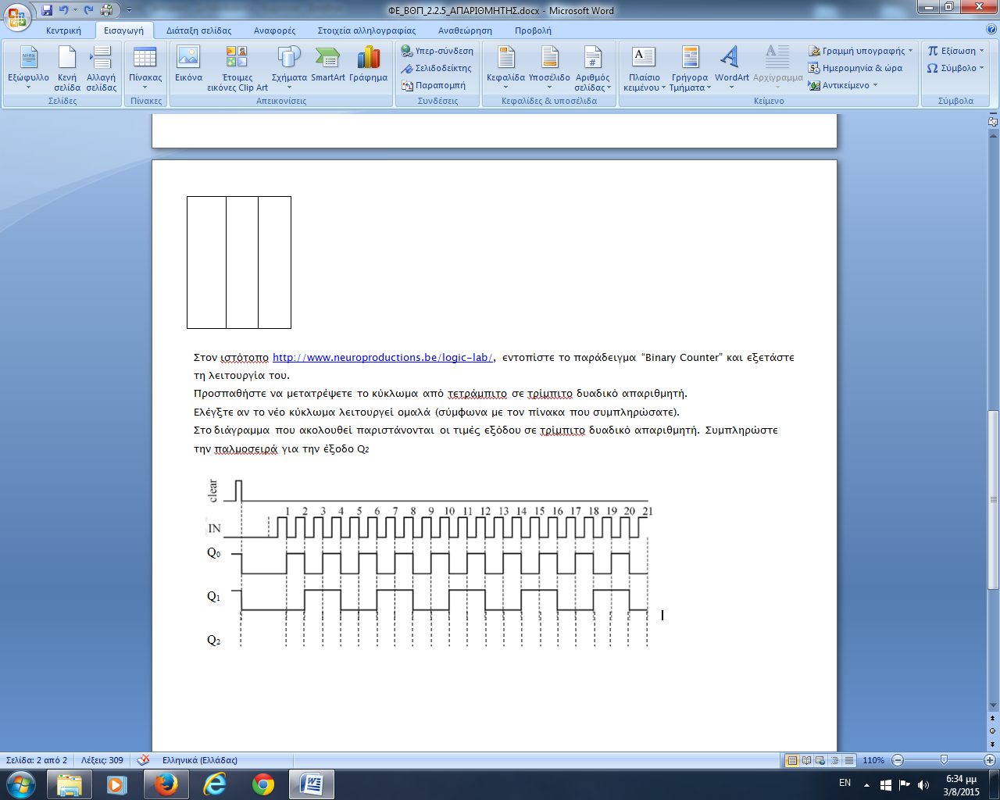 ΦΕ_ΒΘΠ_2.2.5_ΑΠΑΡΙΘΜΗΤΗΣ.docx - Microsoft Word
Κεντρική Εισαγωγή Διάταξη σελίδας Αναφορές Στοιχεία αλληλογραφίας Αναθεώρηση Προβολή
Εξώφυλλο
Κενή σελίδα
Αλλαγή σελίδας
Σελίδες
Πίνακας
Πίνακες
Εικόνα
Έτοιμες εικόνες Clip Art
Σχήματα
SmartArt
Γράφημα
Απεικονίσεις
Υπερ-σύνδεση
Σελιδοδείκτης
Παραπομπή
Συνδέσεις
Κεφαλίδα
Υποσέλιδο
Αριθμός σελίδας
Κεφαλίδες & υποσέλιδα
Πλαίσιο κειμένου
Γρήγορα Τμήματα
WordArt
Αρχίγραμμα
Γραμμή υπογραφής
Ημερομηνία & ώρα
Αντικείμενο
Κείμενο
Εξίσωση
Σύμβολο
Σύμβολα
Στον ιστότοπο http://www.neuroproductions.be/logic-lab/, εντοπίστε το παράδειγμα “Binary Counter” και εξετάστε
τη λειτουργία του.
Προσπαθήστε να μετατρέψετε το κύκλωμα από τετράμπιτο σε τρίμπιτο δυαδικό απαριθμητή.
Ελέγξτε αν το νέο κύκλωμα λειτουργεί ομαλά (σύμφωνα με τον πίνακα που συμπληρώσατε).
Στο διάγραμμα που ακολουθεί παριστάνονται οι τιμές εξόδου σε τρίμπιτο δυαδικό απαριθμητή. Συμπληρώστε
την παλμοσειρά για την έξοδο Q2
clear
1 2 3 4 5 6 7 8 9 10 11 12 13 14 15 16 17 18 19 20 21
IN
Q0
Q1
Q2
Σελίδα: 2 από 2 Λέξεις: 309 Ελληνικά (Ελλάδας) 110%
EN 6:34 μμ
3/8/2015